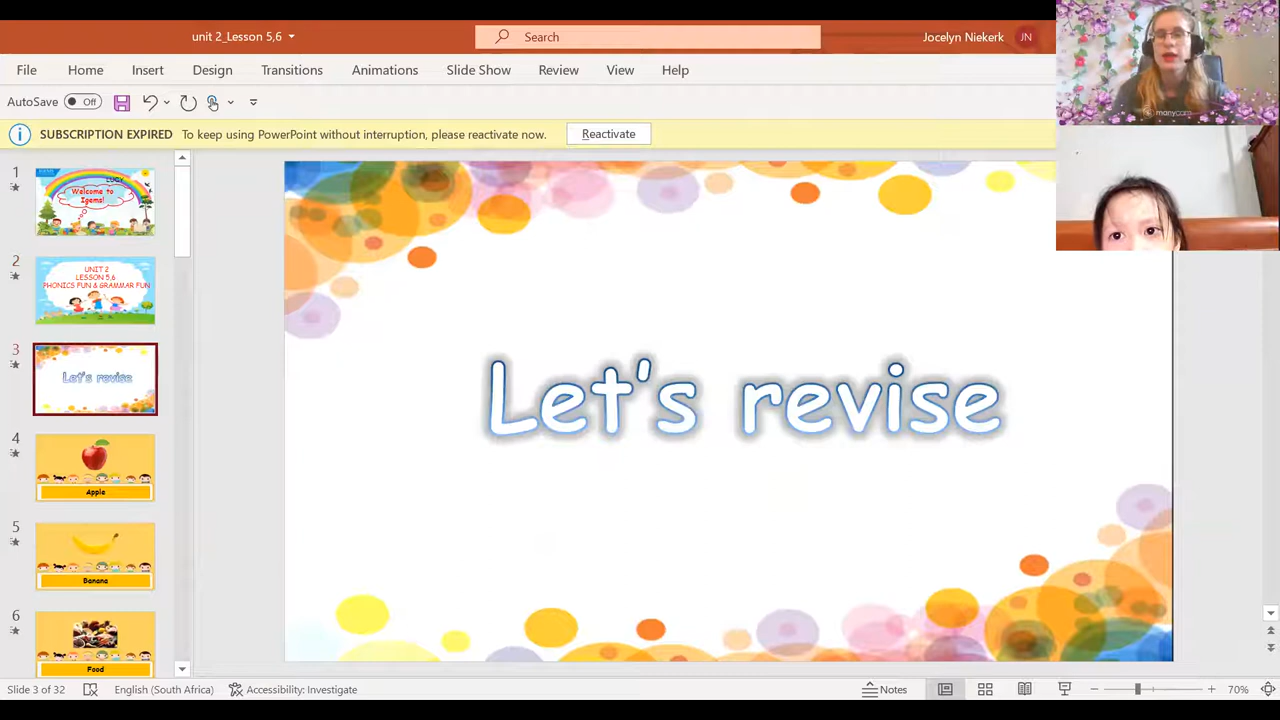 unit 2_Lesson 5,6
Search
Jocelyn Niekerk JN
File Home Insert Design Transitions Animations Slide Show Review View Help
AutoSave Off
SUBSCRIPTION EXPIRED To keep using PowerPoint without interruption, please reactivate now. Reactivate
manycam
1
LUCY
Welcome to
Igems!
2
UNIT 2
LESSON 5,6
PHONICS FUN & GRAMMAR FUN
3
Let's revise
4
Apple
5
Banana
6
Food
Let's revise
Slide 3 of 32 English (South Africa) Accessibility: Investigate Notes 70%